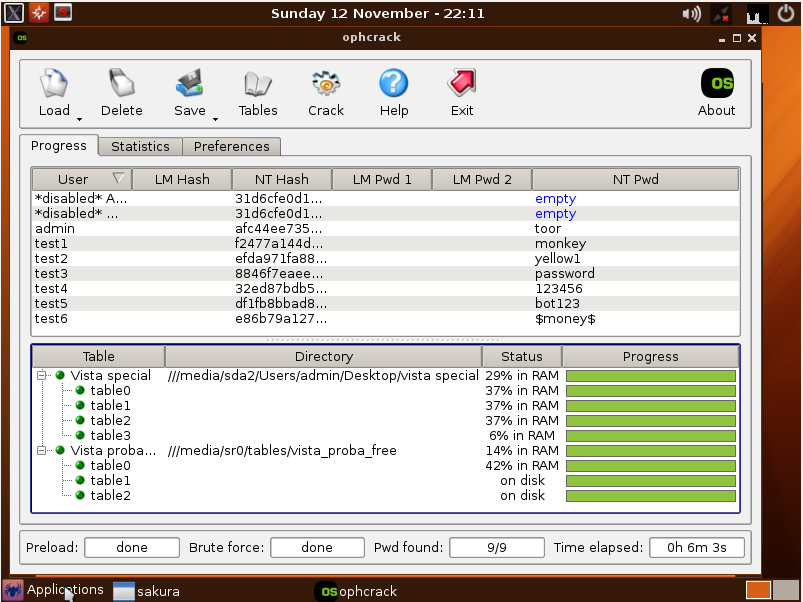 Sunday 12 November - 22:11
os ophcrack
Load Delete Save Tables Crack Help Exit os About
Progress Statistics Preferences
User LM Hash NT Hash LM Pwd 1 LM Pwd 2 NT Pwd
*disabled* A... 31d6cfe0d1... empty
*disabled* ... 31d6cfe0d1... empty
admin afc44ee735... toor
test1 f2477a144d... monkey
test2 efda971fa88... yellow1
test3 8846f7eaee... password
test4 32ed87bdb5... 123456
test5 df1fb8bbad8... bot123
test6 e86b79a127... $money$
Table Directory Status Progress
Vista special ///media/sda2/Users/admin/Desktop/vista special 29% in RAM
table0 37% in RAM
table1 37% in RAM
table2 37% in RAM
table3 6% in RAM
Vista proba... ///media/sr0/tables/vista_proba_free 14% in RAM
table0 42% in RAM
table1 on disk
table2 on disk
Preload: done Brute force: done Pwd found: 9/9 Time elapsed: 0h 6m 3s
Applications sakura os ophcrack